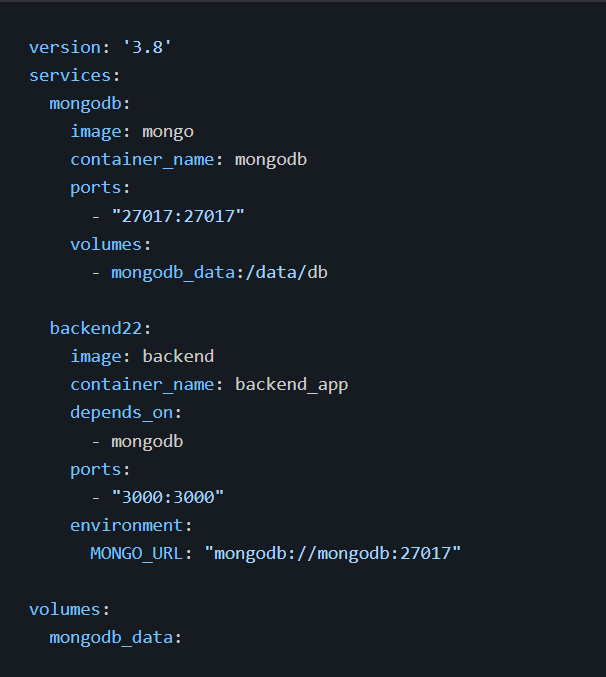 version: '3.8'
services:
  mongodb:
    image: mongo
    container_name: mongodb
    ports:
      - "27017:27017"
    volumes:
      - mongodb_data:/data/db

  backend22:
    image: backend
    container_name: backend_app
    depends_on:
      - mongodb
    ports:
      - "3000:3000"
    environment:
      MONGO_URL: "mongodb://mongodb:27017"

volumes:
  mongodb_data: